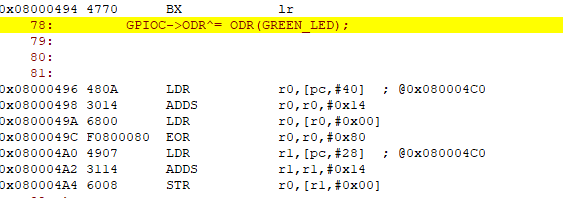 0x08000494 4770 BX lr
78: GPIOC->ODR^= ODR(GREEN_LED);
79:
80:
81:
0x08000496 480A LDR r0,[pc,#40] ; @0x080004C0
0x08000498 3014 ADDS r0,r0,#0x14
0x0800049A 6800 LDR r0,[r0,#0x00]
0x0800049C F0800080 EOR r0,r0,#0x80
0x080004A0 4907 LDR r1,[pc,#28] ; @0x080004C0
0x080004A2 3114 ADDS r1,r1,#0x14
0x080004A4 6008 STR r0,[r1,#0x00]